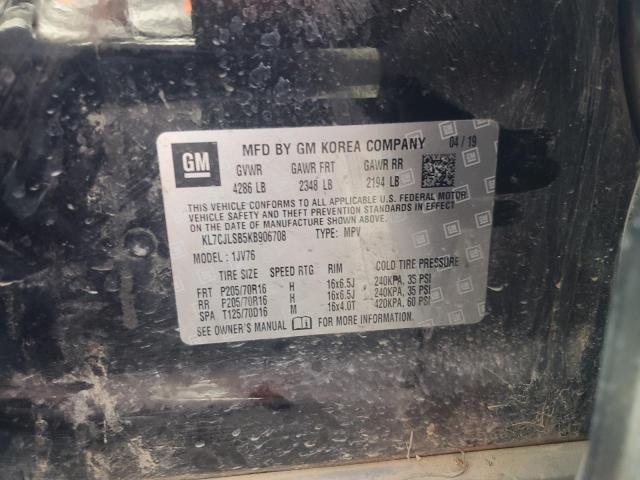 GM
MFD BY GM KOREA COMPANY 04 / 19
GVWR GAWR FRT GAWR RR
4286 LB 2348 LB 2194 LB
THIS VEHICLE CONFORMS TO ALL APPLICABLE U.S. FEDERAL MOTOR
VEHICLE SAFETY AND THEFT PREVENTION STANDARDS IN EFFECT
ON THE DATE OF MANUFACTURE SHOWN ABOVE.
KL7CJLSB5KB906708 TYPE: MPV
MODEL : 1JV76
TIRE SIZE SPEED RTG RIM COLD TIRE PRESSURE
FRT P205/70R16 H 16x6.5J 240KPA, 35 PSI
RR P205/70R16 H 16x6.5J 240KPA, 35 PSI
SPA T125/70D16 M 16x4.0T 420KPA, 60 PSI
SEE OWNER'S MANUAL FOR MORE INFORMATION.